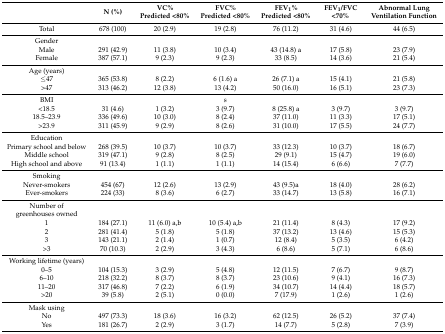 N (%) VC% Predicted <80% FVC% Predicted <80% FEV1% Predicted <80% FEV1/FVC <70% Abnormal Lung Ventilation Function
Total 678 (100) 20 (2.9) 19 (2.8) 76 (11.2) 31 (4.6) 44 (6.5)
Gender
Male 291 (42.9) 11 (3.8) 10 (3.4) 43 (14.8) a 17 (5.8) 23 (7.9)
Female 387 (57.1) 9 (2.3) 9 (2.3) 33 (8.5) 14 (3.6) 21 (5.4)
Age (years)
≤47 365 (53.8) 8 (2.2) 6 (1.6) a 26 (7.1) a 15 (4.1) 21 (5.8)
>47 313 (46.2) 12 (3.8) 13 (4.2) 50 (16.0) 16 (5.1) 23 (7.3)
BMI s
<18.5 31 (4.6) 1 (3.2) 3 (9.7) 8 (25.8) a 3 (9.7) 3 (9.7)
18.5–23.9 336 (49.6) 10 (3.0) 8 (2.4) 37 (11.0) 11 (3.3) 17 (5.1)
>23.9 311 (45.9) 9 (2.9) 8 (2.6) 31 (10.0) 17 (5.5) 24 (7.7)
Education
Primary school and below 268 (39.5) 10 (3.7) 10 (3.7) 33 (12.3) 10 (3.7) 18 (6.7)
Middle school 319 (47.1) 9 (2.8) 8 (2.5) 29 (9.1) 15 (4.7) 19 (6.0)
High school and above 91 (13.4) 1 (1.1) 1 (1.1) 14 (15.4) 6 (6.6) 7 (7.7)
Smoking
Never-smokers 454 (67) 12 (2.6) 13 (2.9) 43 (9.5)a 18 (4.0) 28 (6.2)
Ever-smokers 224 (33) 8 (3.6) 6 (2.7) 33 (14.7) 13 (5.8) 16 (7.1)
Number of
greenhouses owned
1 184 (27.1) 11 (6.0) a,b 10 (5.4) a,b 21 (11.4) 8 (4.3) 17 (9.2)
2 281 (41.4) 5 (1.8) 5 (1.8) 37 (13.2) 13 (4.6) 15 (5.3)
3 143 (21.1) 2 (1.4) 1 (0.7) 12 (8.4) 5 (3.5) 6 (4.2)
>3 70 (10.3) 2 (2.9) 3 (4.3) 6 (8.6) 5 (7.1) 6 (8.6)
Working lifetime (years)
0–5 104 (15.3) 3 (2.9) 5 (4.8) 12 (11.5) 7 (6.7) 9 (8.7)
6–10 218 (32.2) 8 (3.7) 8 (3.7) 23 (10.6) 9 (4.1) 16 (7.3)
11–20 317 (46.8) 7 (2.2) 6 (1.9) 34 (10.7) 14 (4.4) 18 (5.7)
>20 39 (5.8) 2 (5.1) 0 (0.0) 7 (17.9) 1 (2.6) 1 (2.6)
Mask using
No 497 (73.3) 18 (3.6) 16 (3.2) 62 (12.5) 26 (5.2) 37 (7.4)
Yes 181 (26.7) 2 (2.9) 3 (1.7) 14 (7.7) 5 (2.8) 7 (3.9)